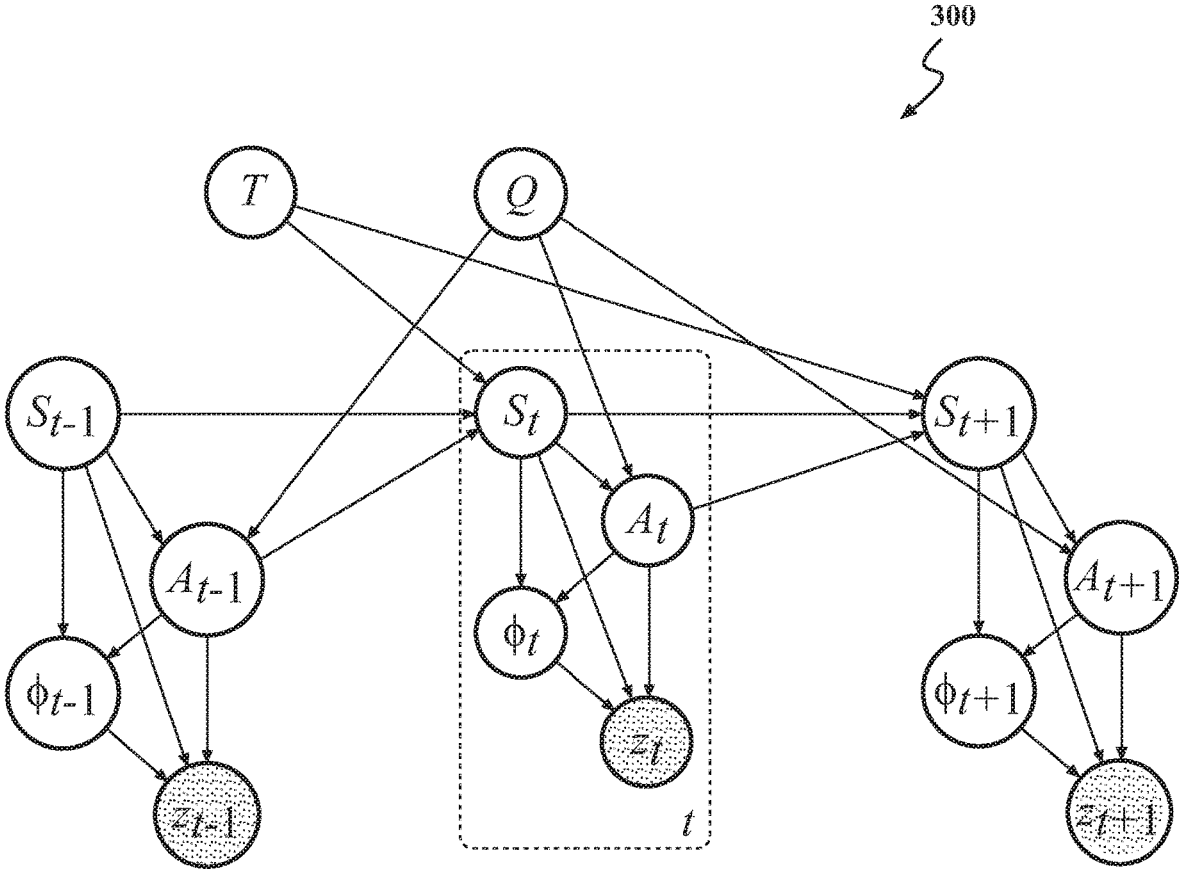 300
T
Q
St-1
St
St+1
At-1
At
At+1
ϕt-1
ϕt
ϕt+1
zt-1
zt
zt+1
t